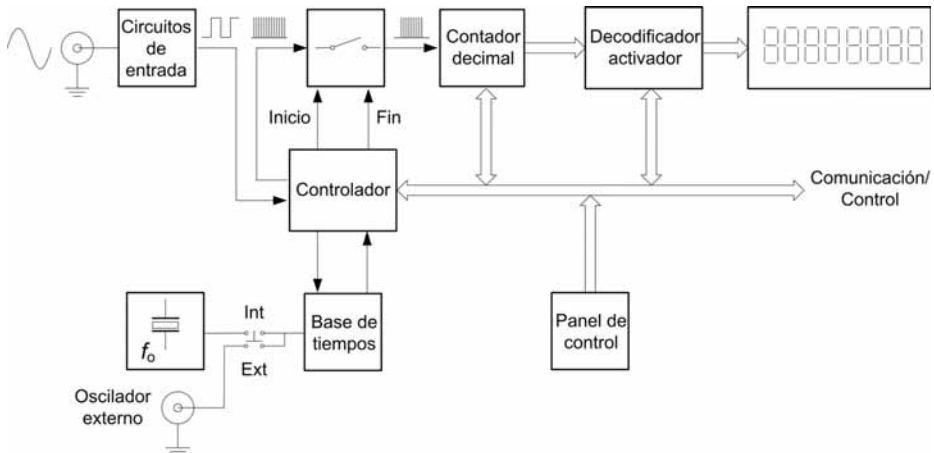 Circuitos
de
entrada
Contador
decimal
Decodificador
activador
Inicio
Fin
Controlador
Comunicación/
Control
Int
Ext
fo
Base de
tiempos
Panel de
control
Oscilador
externo